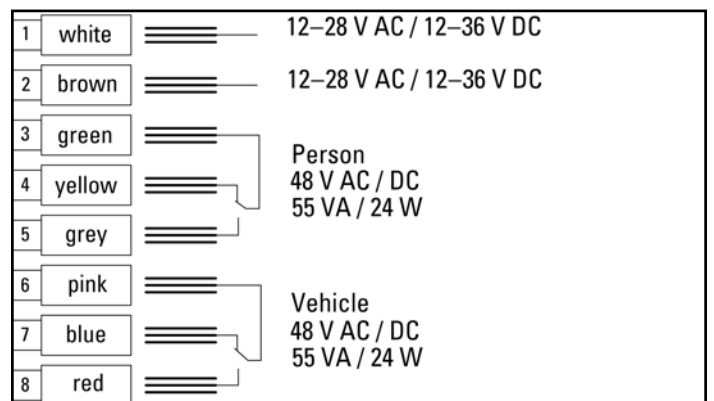 1 white 12–28 V AC / 12–36 V DC
2 brown 12–28 V AC / 12–36 V DC
3 green
4 yellow
5 grey
Person
48 V AC / DC
55 VA / 24 W
6 pink
7 blue
8 red
Vehicle
48 V AC / DC
55 VA / 24 W